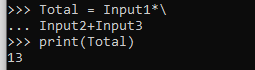 >>> Total = Input1*\
... Input2+Input3
>>> print(Total)
13